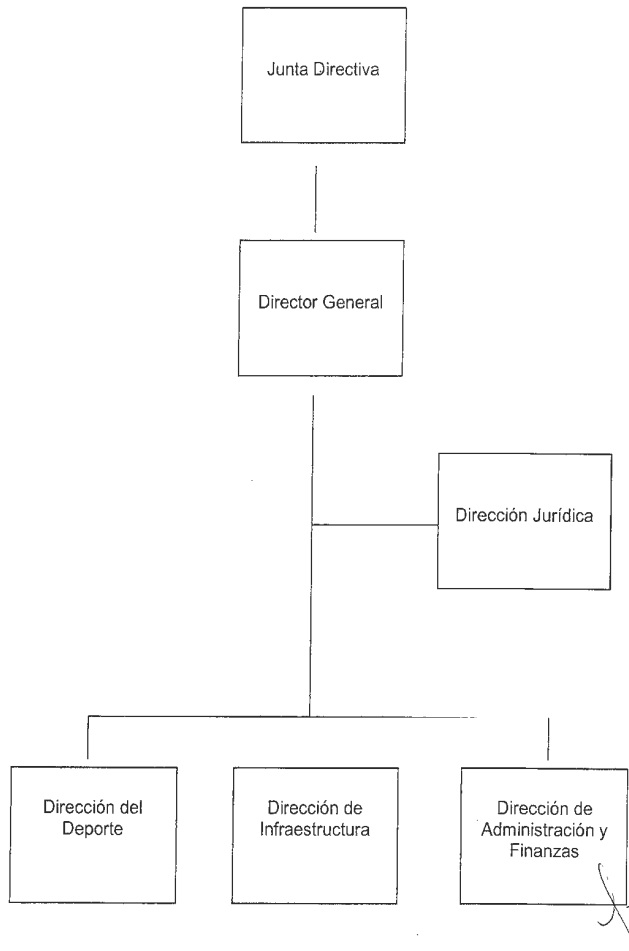 Junta Directiva
Director General
Dirección Jurídica
Dirección del
Deporte
Dirección de
Infraestructura
Dirección de
Administración y
Finanzas